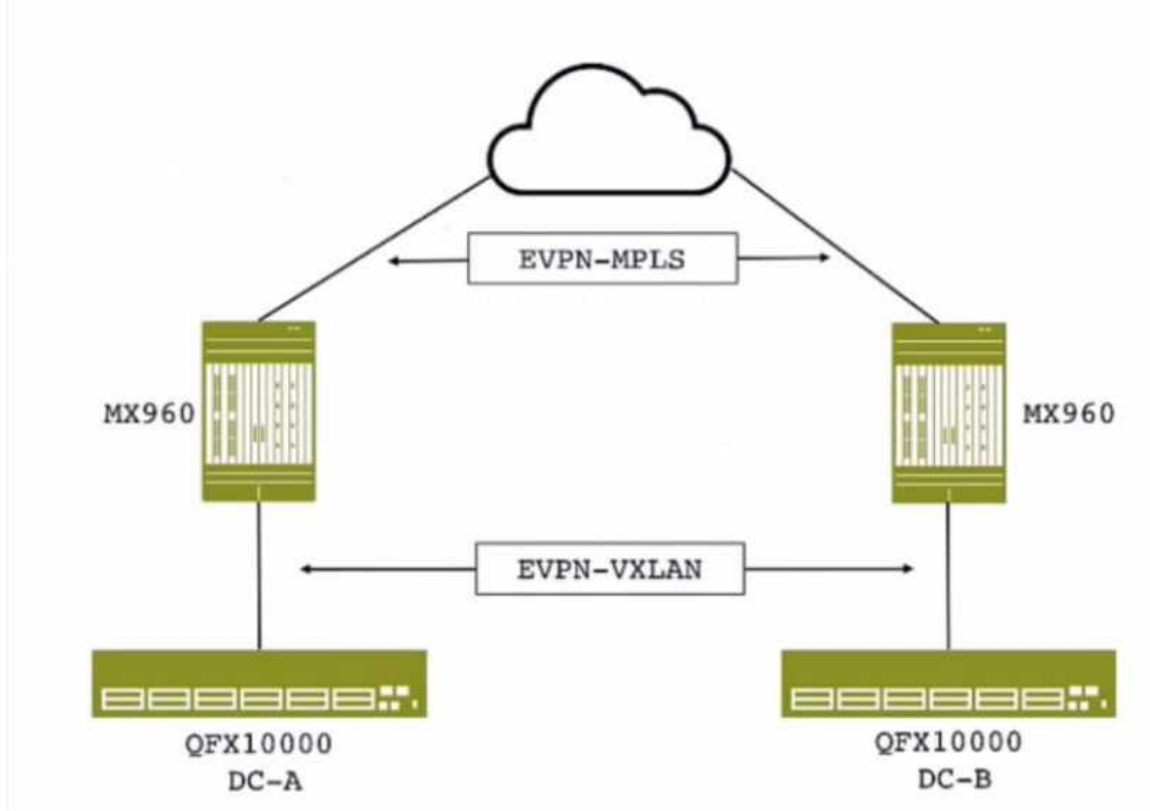 EVPN-MPLS
MX960
MX960
EVPN-VXLAN
QFX10000
DC-A
QFX10000
DC-B